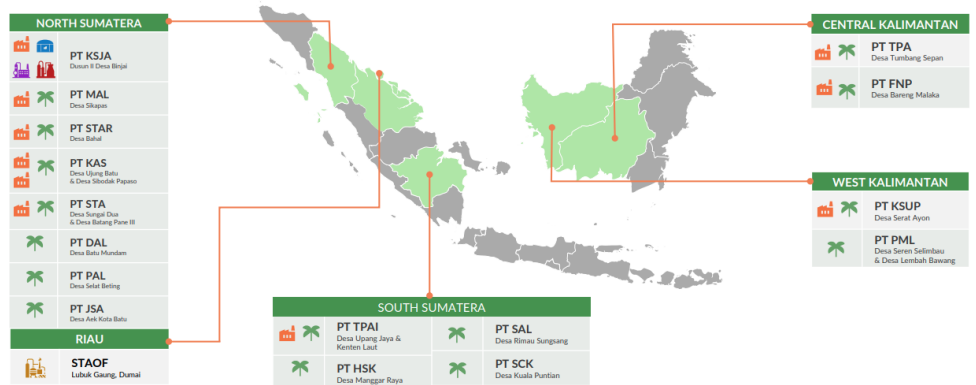 NORTH SUMATERA
PT KSJA
Dusun II Desa Binjai
PT MAL
Desa Sikapas
PT STAR
Desa Bahal
PT KAS
Desa Ujung Batu
& Desa Sibodak Papaso
PT STA
Desa Sungai Dua
& Desa Batang Pane III
PT DAL
Desa Batu Mundam
PT PAL
Desa Selat Beting
PT JSA
Desa Aek Kota Batu
RIAU
STAOF
Lubuk Gaung, Dumai
SOUTH SUMATERA
PT TPAI
Desa Upang Jaya &
Kenten Laut
PT SAL
Desa Rimau Sungsang
PT HSK
Desa Manggar Raya
PT SCK
Desa Kuala Puntian
CENTRAL KALIMANTAN
PT TPA
Desa Tumbang Sepan
PT FNP
Desa Bareng Malaka
WEST KALIMANTAN
PT KSUP
Desa Serat Ayon
PT PML
Desa Seren Selimbau
& Desa Lembah Bawang